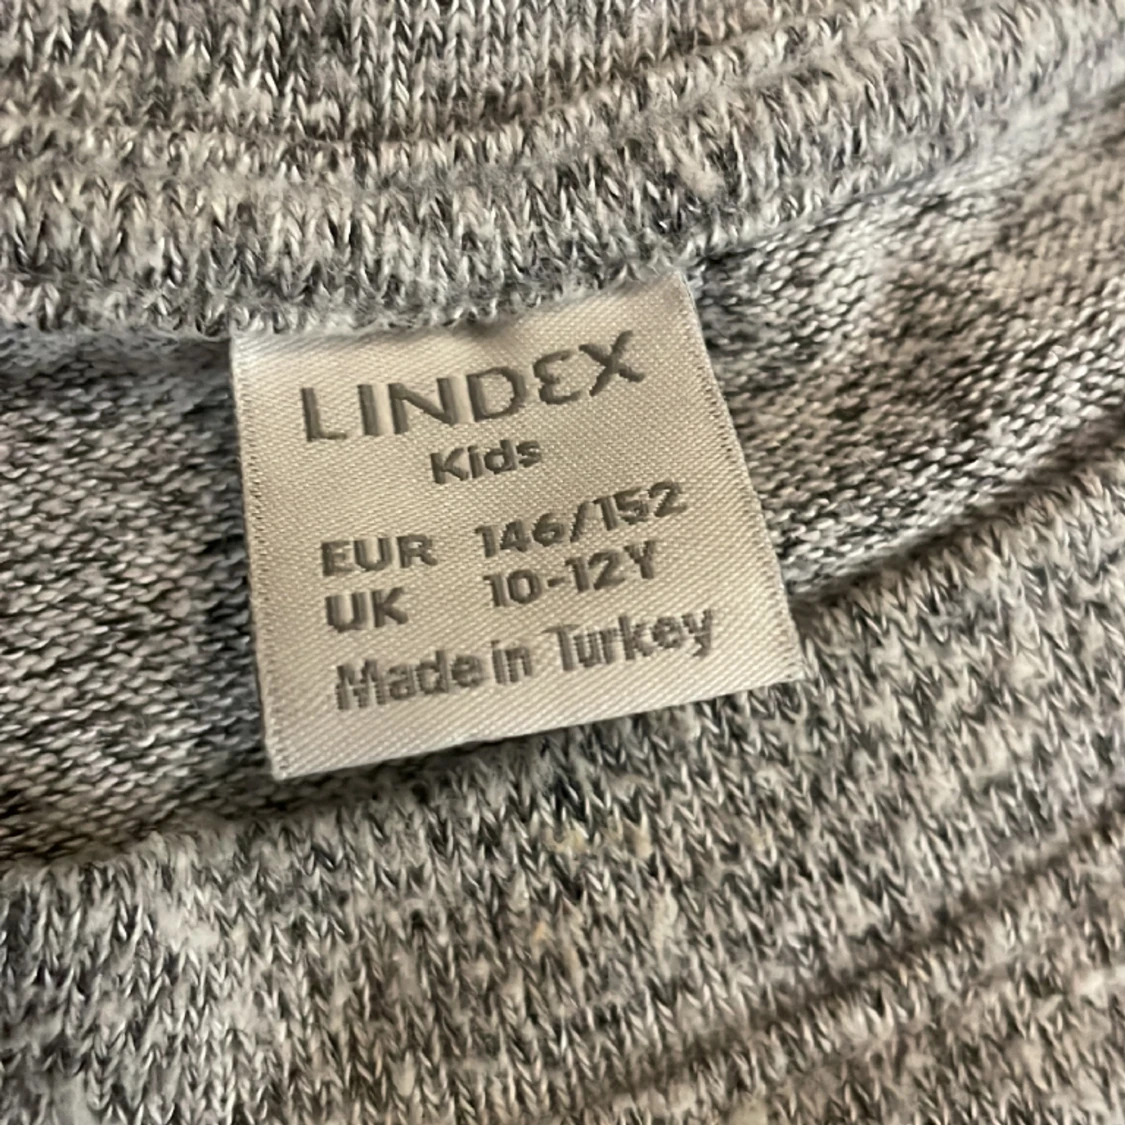 LINDEX
Kids
EUR 146/152
UK 10-12Y
Made in Turkey